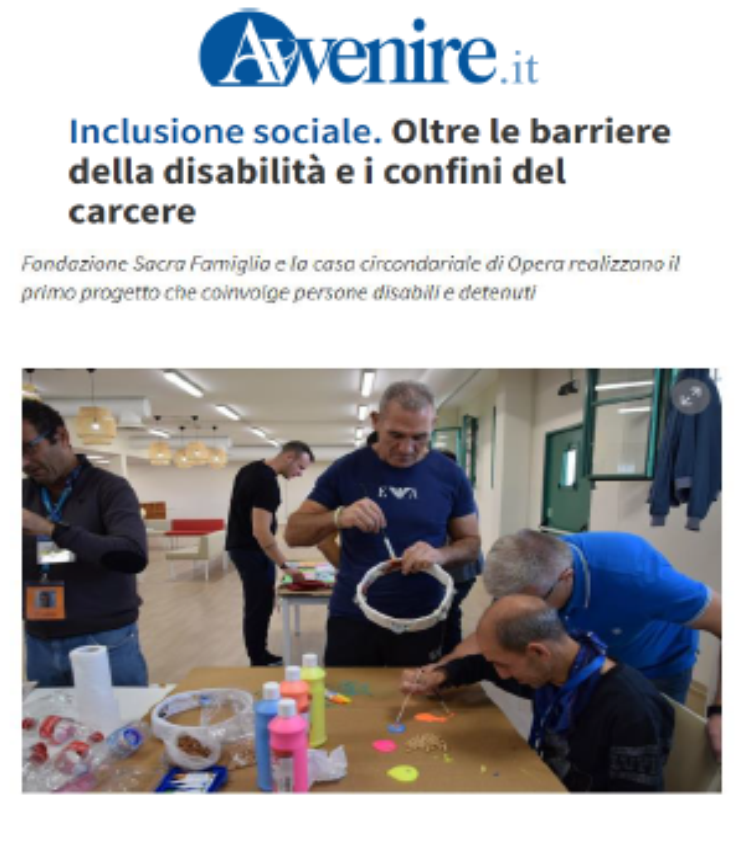 Avvenire.it
Inclusione sociale. Oltre le barriere
della disabilità e i confini del
carcere
Fondazione Sacra Famiglia e la casa circondariale di Opera realizzano il
primo progetto che coinvolge persone disabili e detenuti